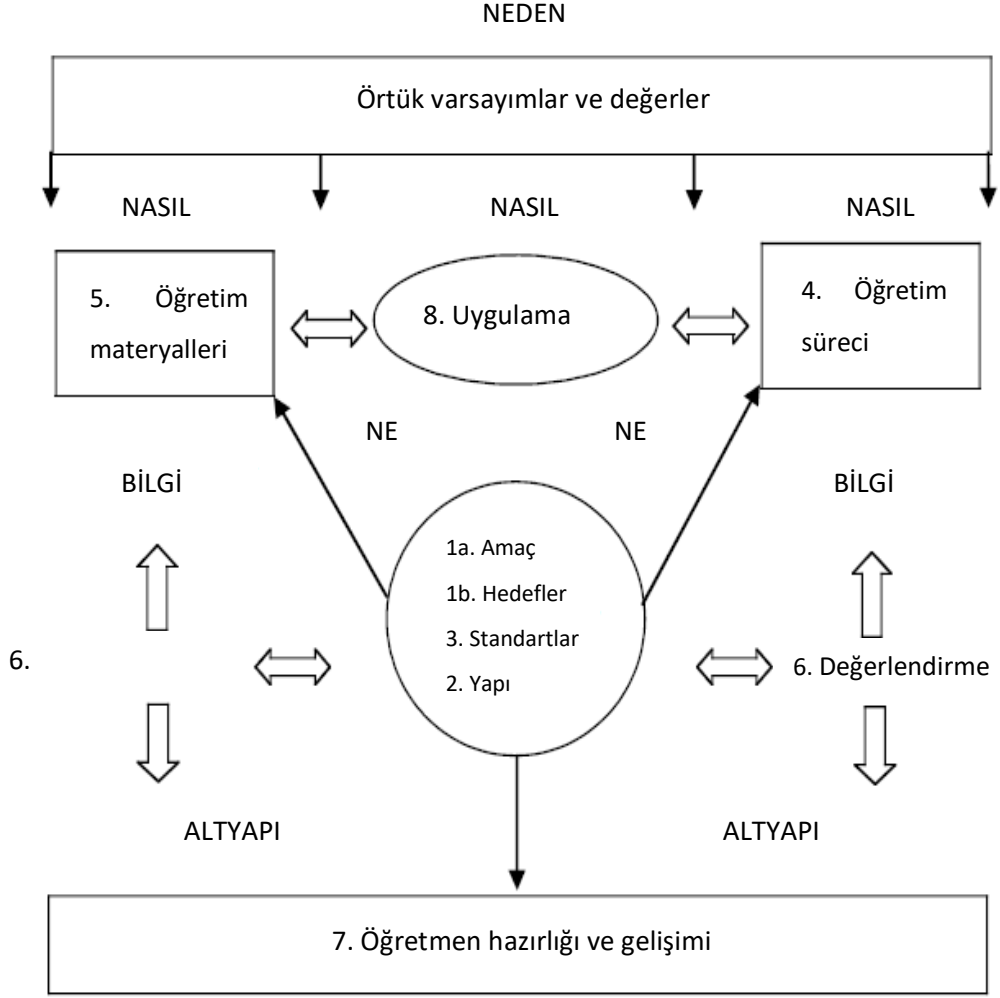 NEDEN
Örtük varsayımlar ve değerler
NASIL
NASIL
NASIL
5. Öğretim
materyalleri
8. Uygulama
4. Öğretim
süreci
NE
NE
BİLGİ
BİLGİ
1a. Amaç
1b. Hedefler
3. Standartlar
2. Yapı
6.
6. Değerlendirme
ALTYAPI
ALTYAPI
7. Öğretmen hazırlığı ve gelişimi